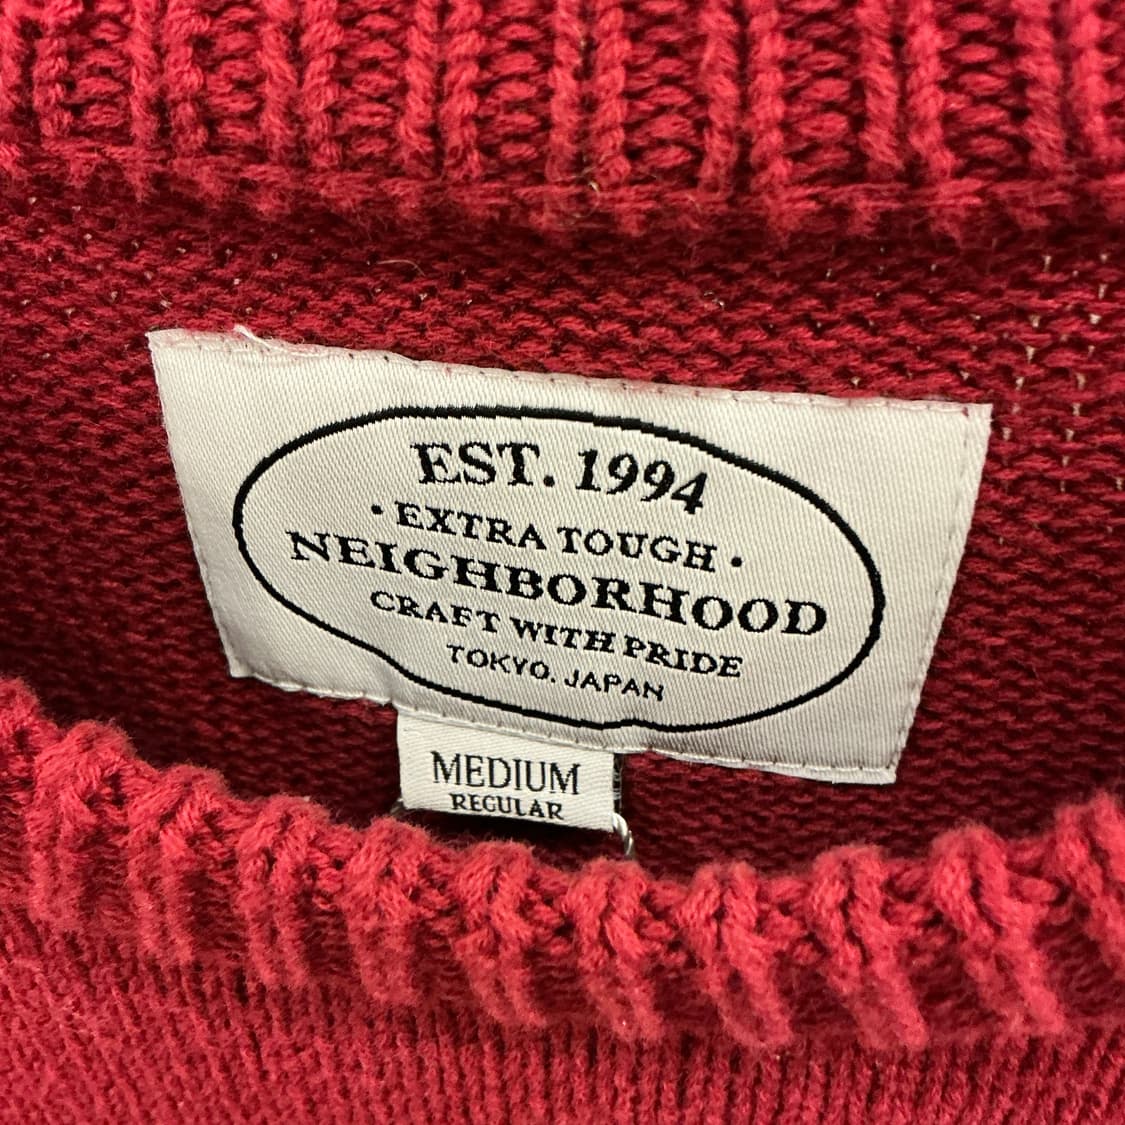 EST. 1994
• EXTRA TOUGH •
NEIGHBORHOOD
CRAFT WITH PRIDE
TOKYO. JAPAN
MEDIUM
REGULAR